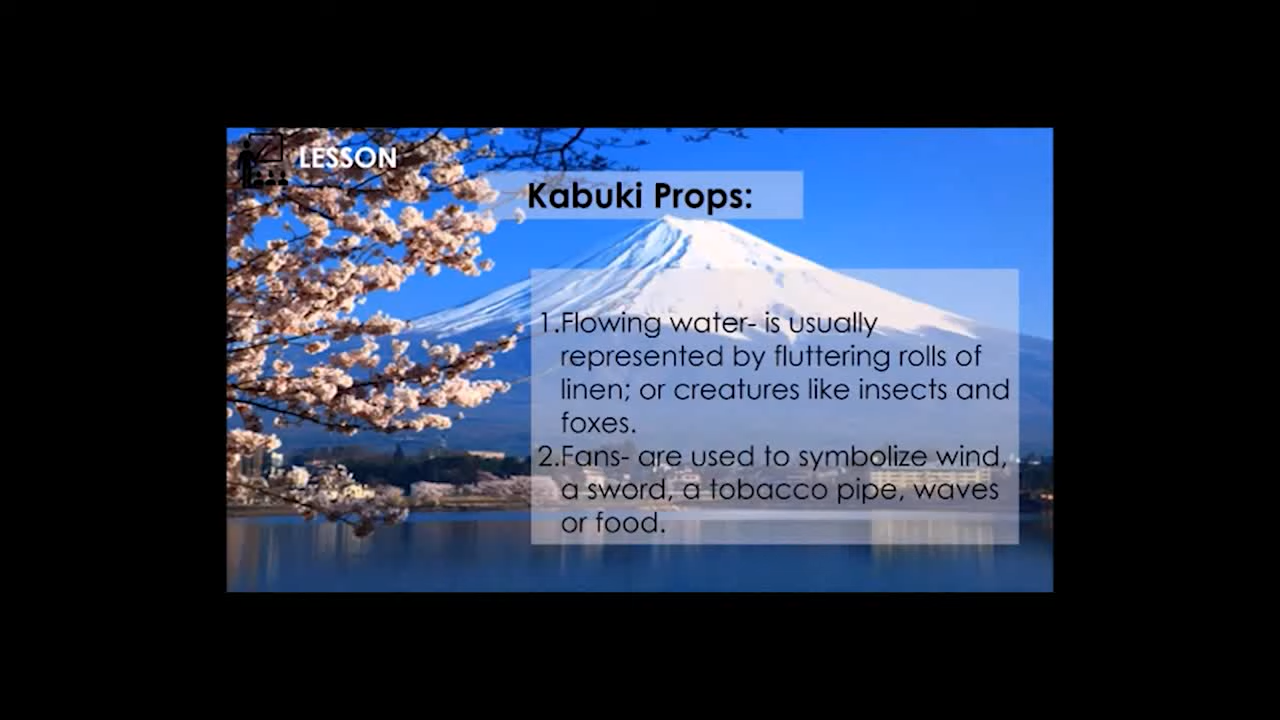 LESSON
Kabuki Props:
1.Flowing water- is usually
represented by fluttering rolls of
linen; or creatures like insects and
foxes.
2.Fans- are used to symbolize wind,
a sword, a tobacco pipe, waves
or food.